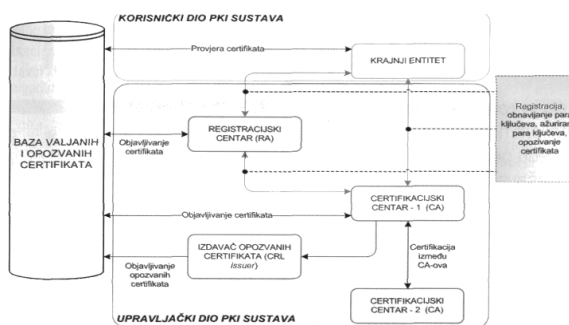 KORISNIČKI DIO PKI SUSTAVA
Provjera certifikata
KRAJNJI ENTITET
Registracija,
obnavljanje para
ključeva, ažuriranje
para ključeva,
opozivanje
certifikata
BAZA VALJANIH
I OPOZVANIH
CERTIFIKATA
Objavljivanje
certifikata
REGISTRACIJSKI
CENTAR (RA)
Objavljivanje certifikata
CERTIFIKACIJSKI
CENTAR - 1 (CA)
Objavljivanje
opozvanih
certifikata
IZDAVAČ OPOZVANIH
CERTIFIKATA (CRL
issuer)
Certifikacija
između
CA-ova
CERTIFIKACIJSKI
CENTAR - 2 (CA)
UPRAVLJAČKI DIO PKI SUSTAVA